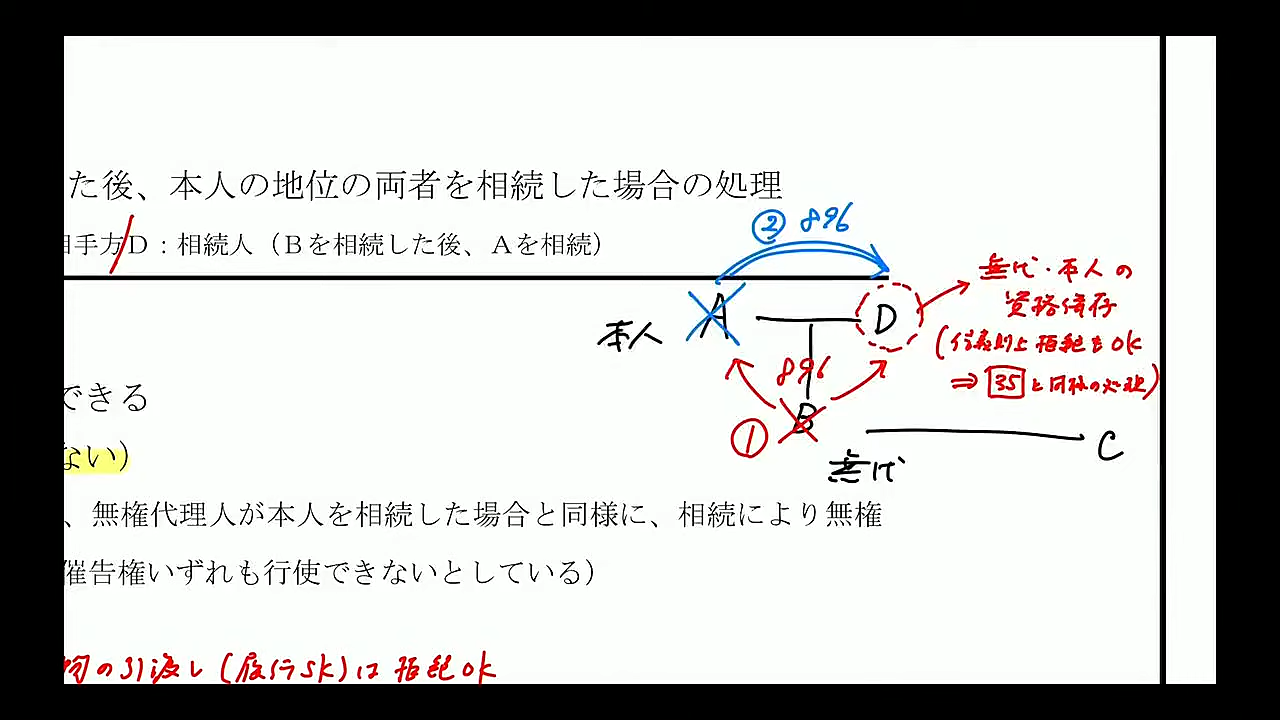 た後、本人の地位の両者を相続した場合の処理
相手方D：相続人（Bを相続した後、Aを相続）
② 896
本人 A D
無代・本人の
資格併存
(信義則上拒絶もOK
⇒ 35 と同様の処理)
896
① B
C
無代
できる
ない）
、無権代理人が本人を相続した場合と同様に、相続により無権
催告権いずれも行使できないとしている）
の引渡し(履行SK)は拒絶OK